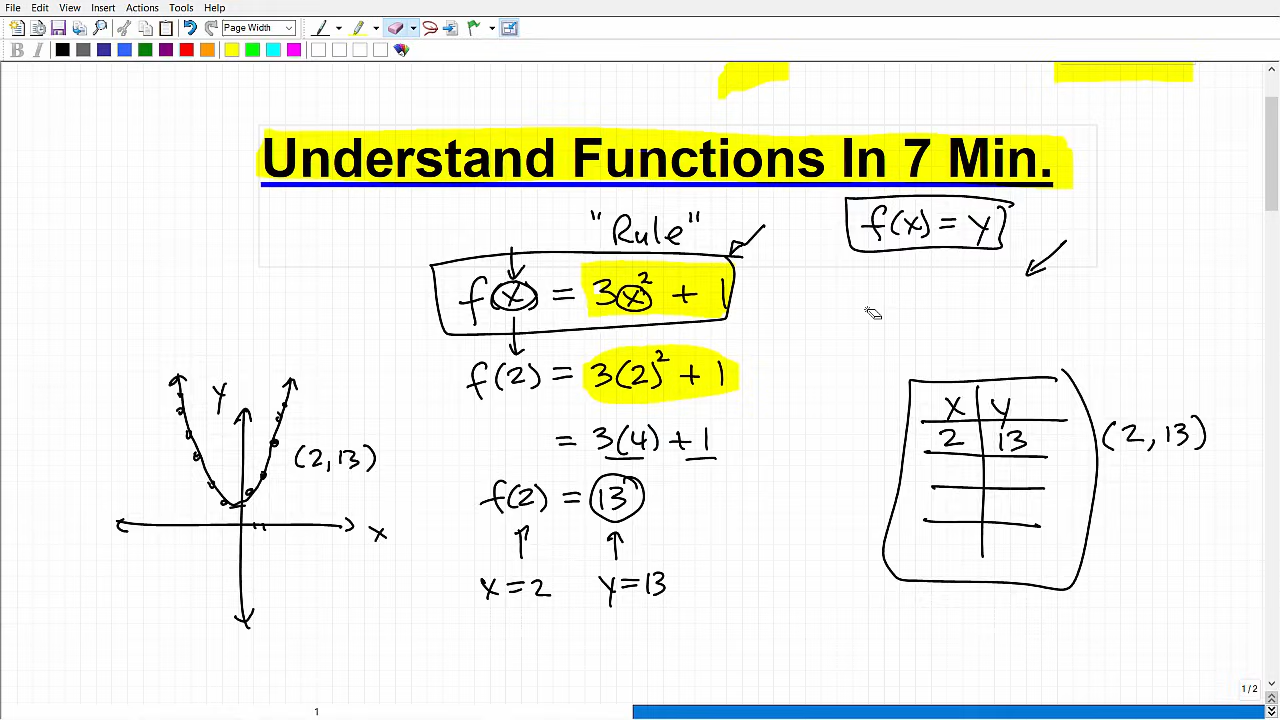 File Edit View Insert Actions Tools Help
Page Width
B I
Understand Functions In 7 Min.
"Rule"
f(x) = y
f(x) = 3x² + 1
f(2) = 3(2)² + 1
= 3(4) + 1
f(2) = 13
x = 2 y = 13
y
(2, 13)
x
x y
2 13
(2, 13)
1/2
1